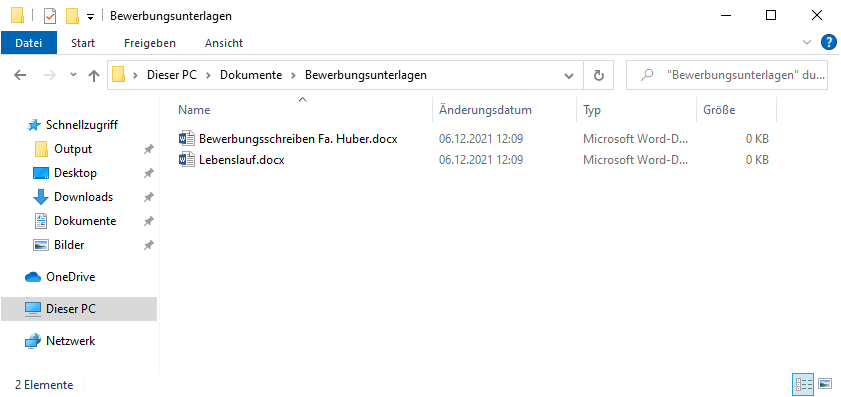 Bewerbungsunterlagen
Datei Start Freigeben Ansicht
Dieser PC Dokumente Bewerbungsunterlagen "Bewerbungsunterlagen" du...
Name Änderungsdatum Typ Größe
Bewerbungsschreiben Fa. Huber.docx 06.12.2021 12:09 Microsoft Word-D... 0 KB
Lebenslauf.docx 06.12.2021 12:09 Microsoft Word-D... 0 KB
Schnellzugriff
Output
Desktop
Downloads
Dokumente
Bilder
OneDrive
Dieser PC
Netzwerk
2 Elemente